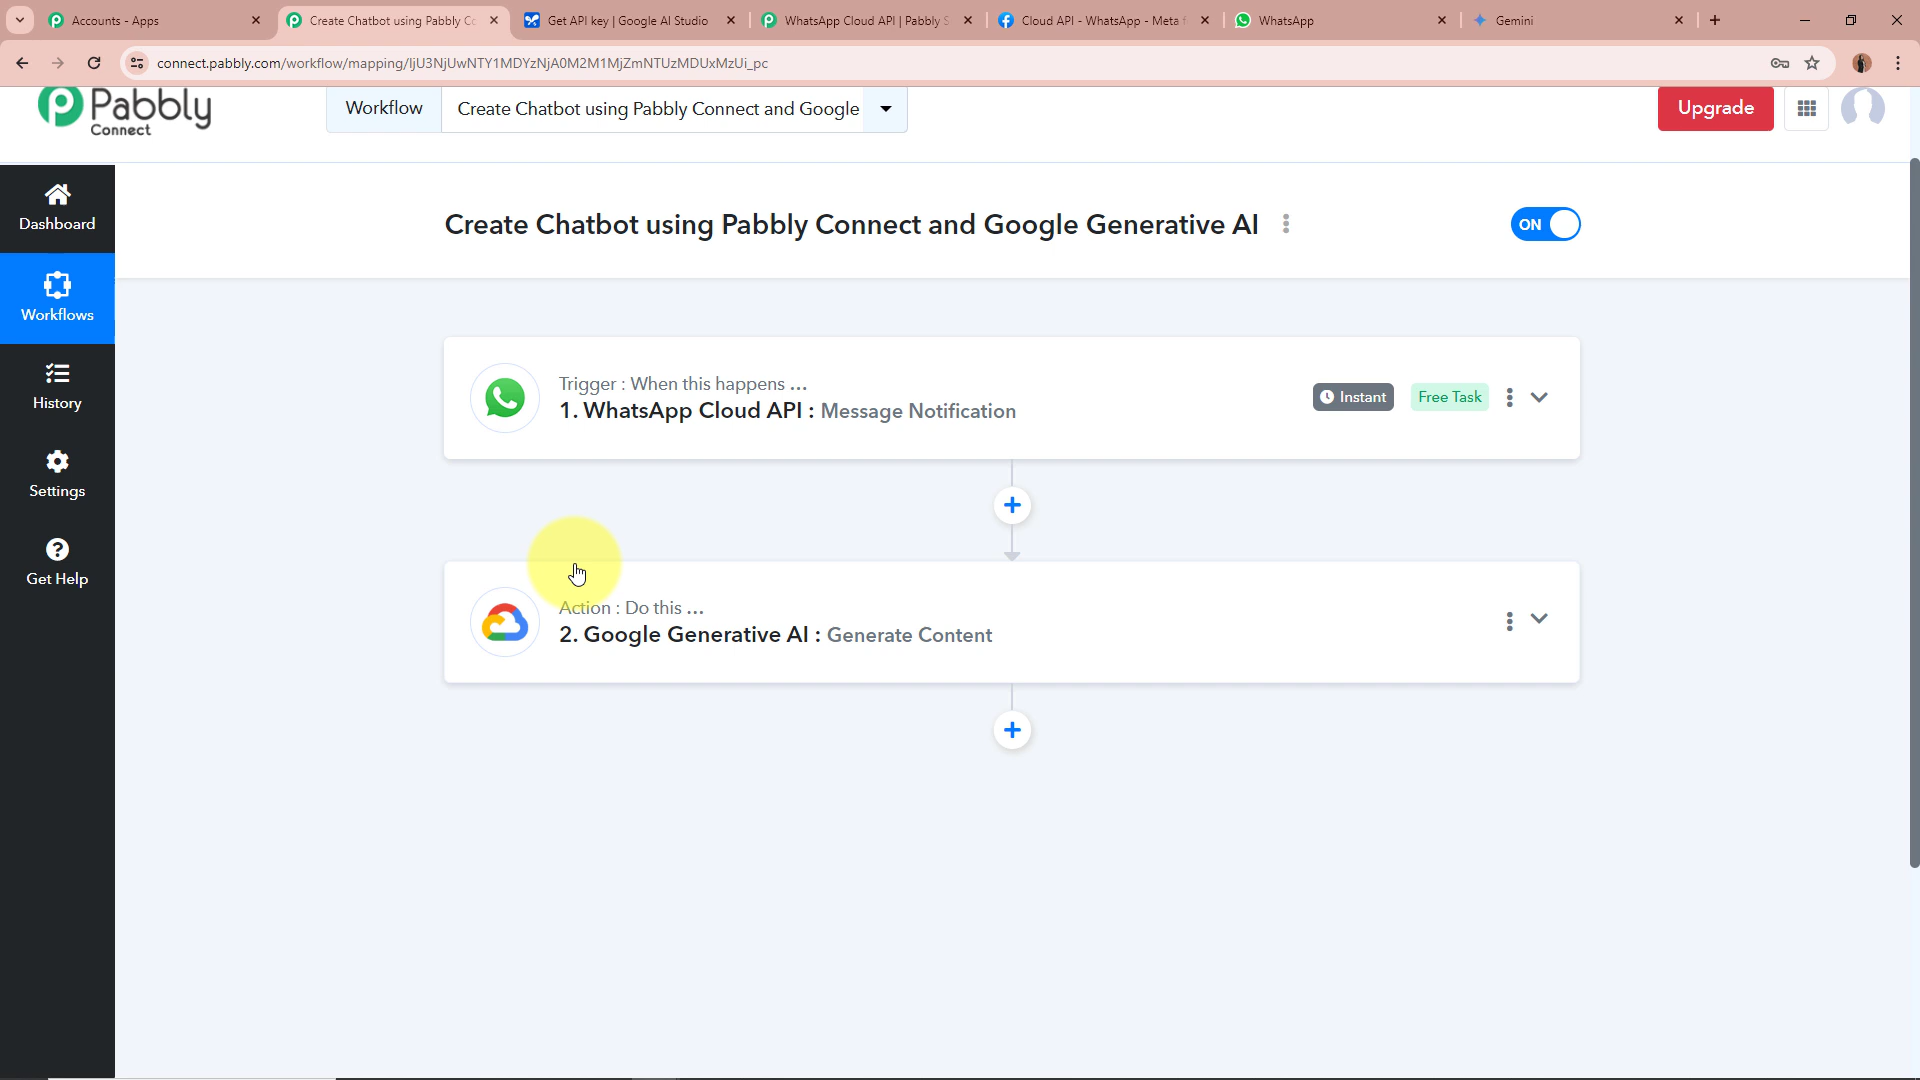 Accounts - Apps
Create Chatbot using Pabbly Co
Get API key | Google AI Studio
WhatsApp Cloud API | Pabbly S
Cloud API - WhatsApp - Meta f
WhatsApp
Gemini
connect.pabbly.com/workflow/mapping/
Pabbly
Connect
Workflow
Create Chatbot using Pabbly Connect and Google
Upgrade
Dashboard
Workflows
History
Settings
Get Help
Create Chatbot using Pabbly Connect and Google Generative AI
ON
Trigger : When this happens ...
1. WhatsApp Cloud API : Message Notification
Instant
Free Task
Action : Do this ...
2. Google Generative AI : Generate Content